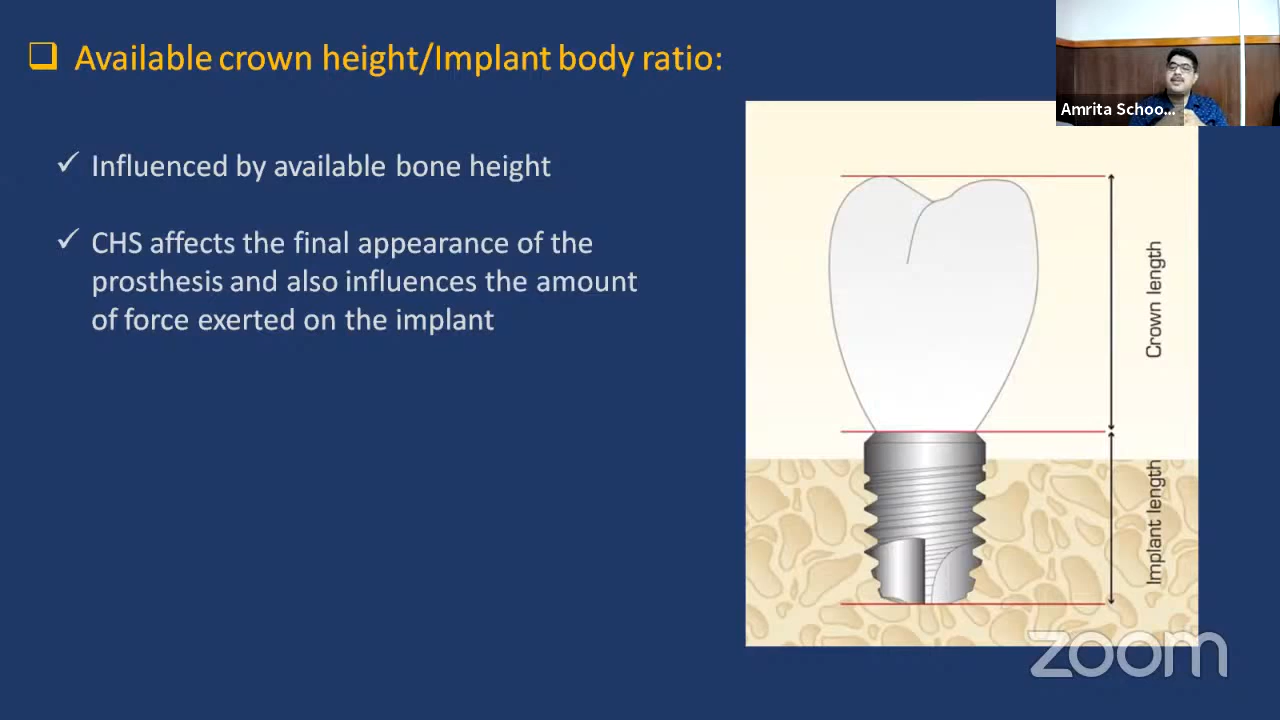 Available crown height/Implant body ratio:
Amrita Schoo...
Influenced by available bone height
CHS affects the final appearance of the
prosthesis and also influences the amount
of force exerted on the implant
Crown length
Implant length
zoom